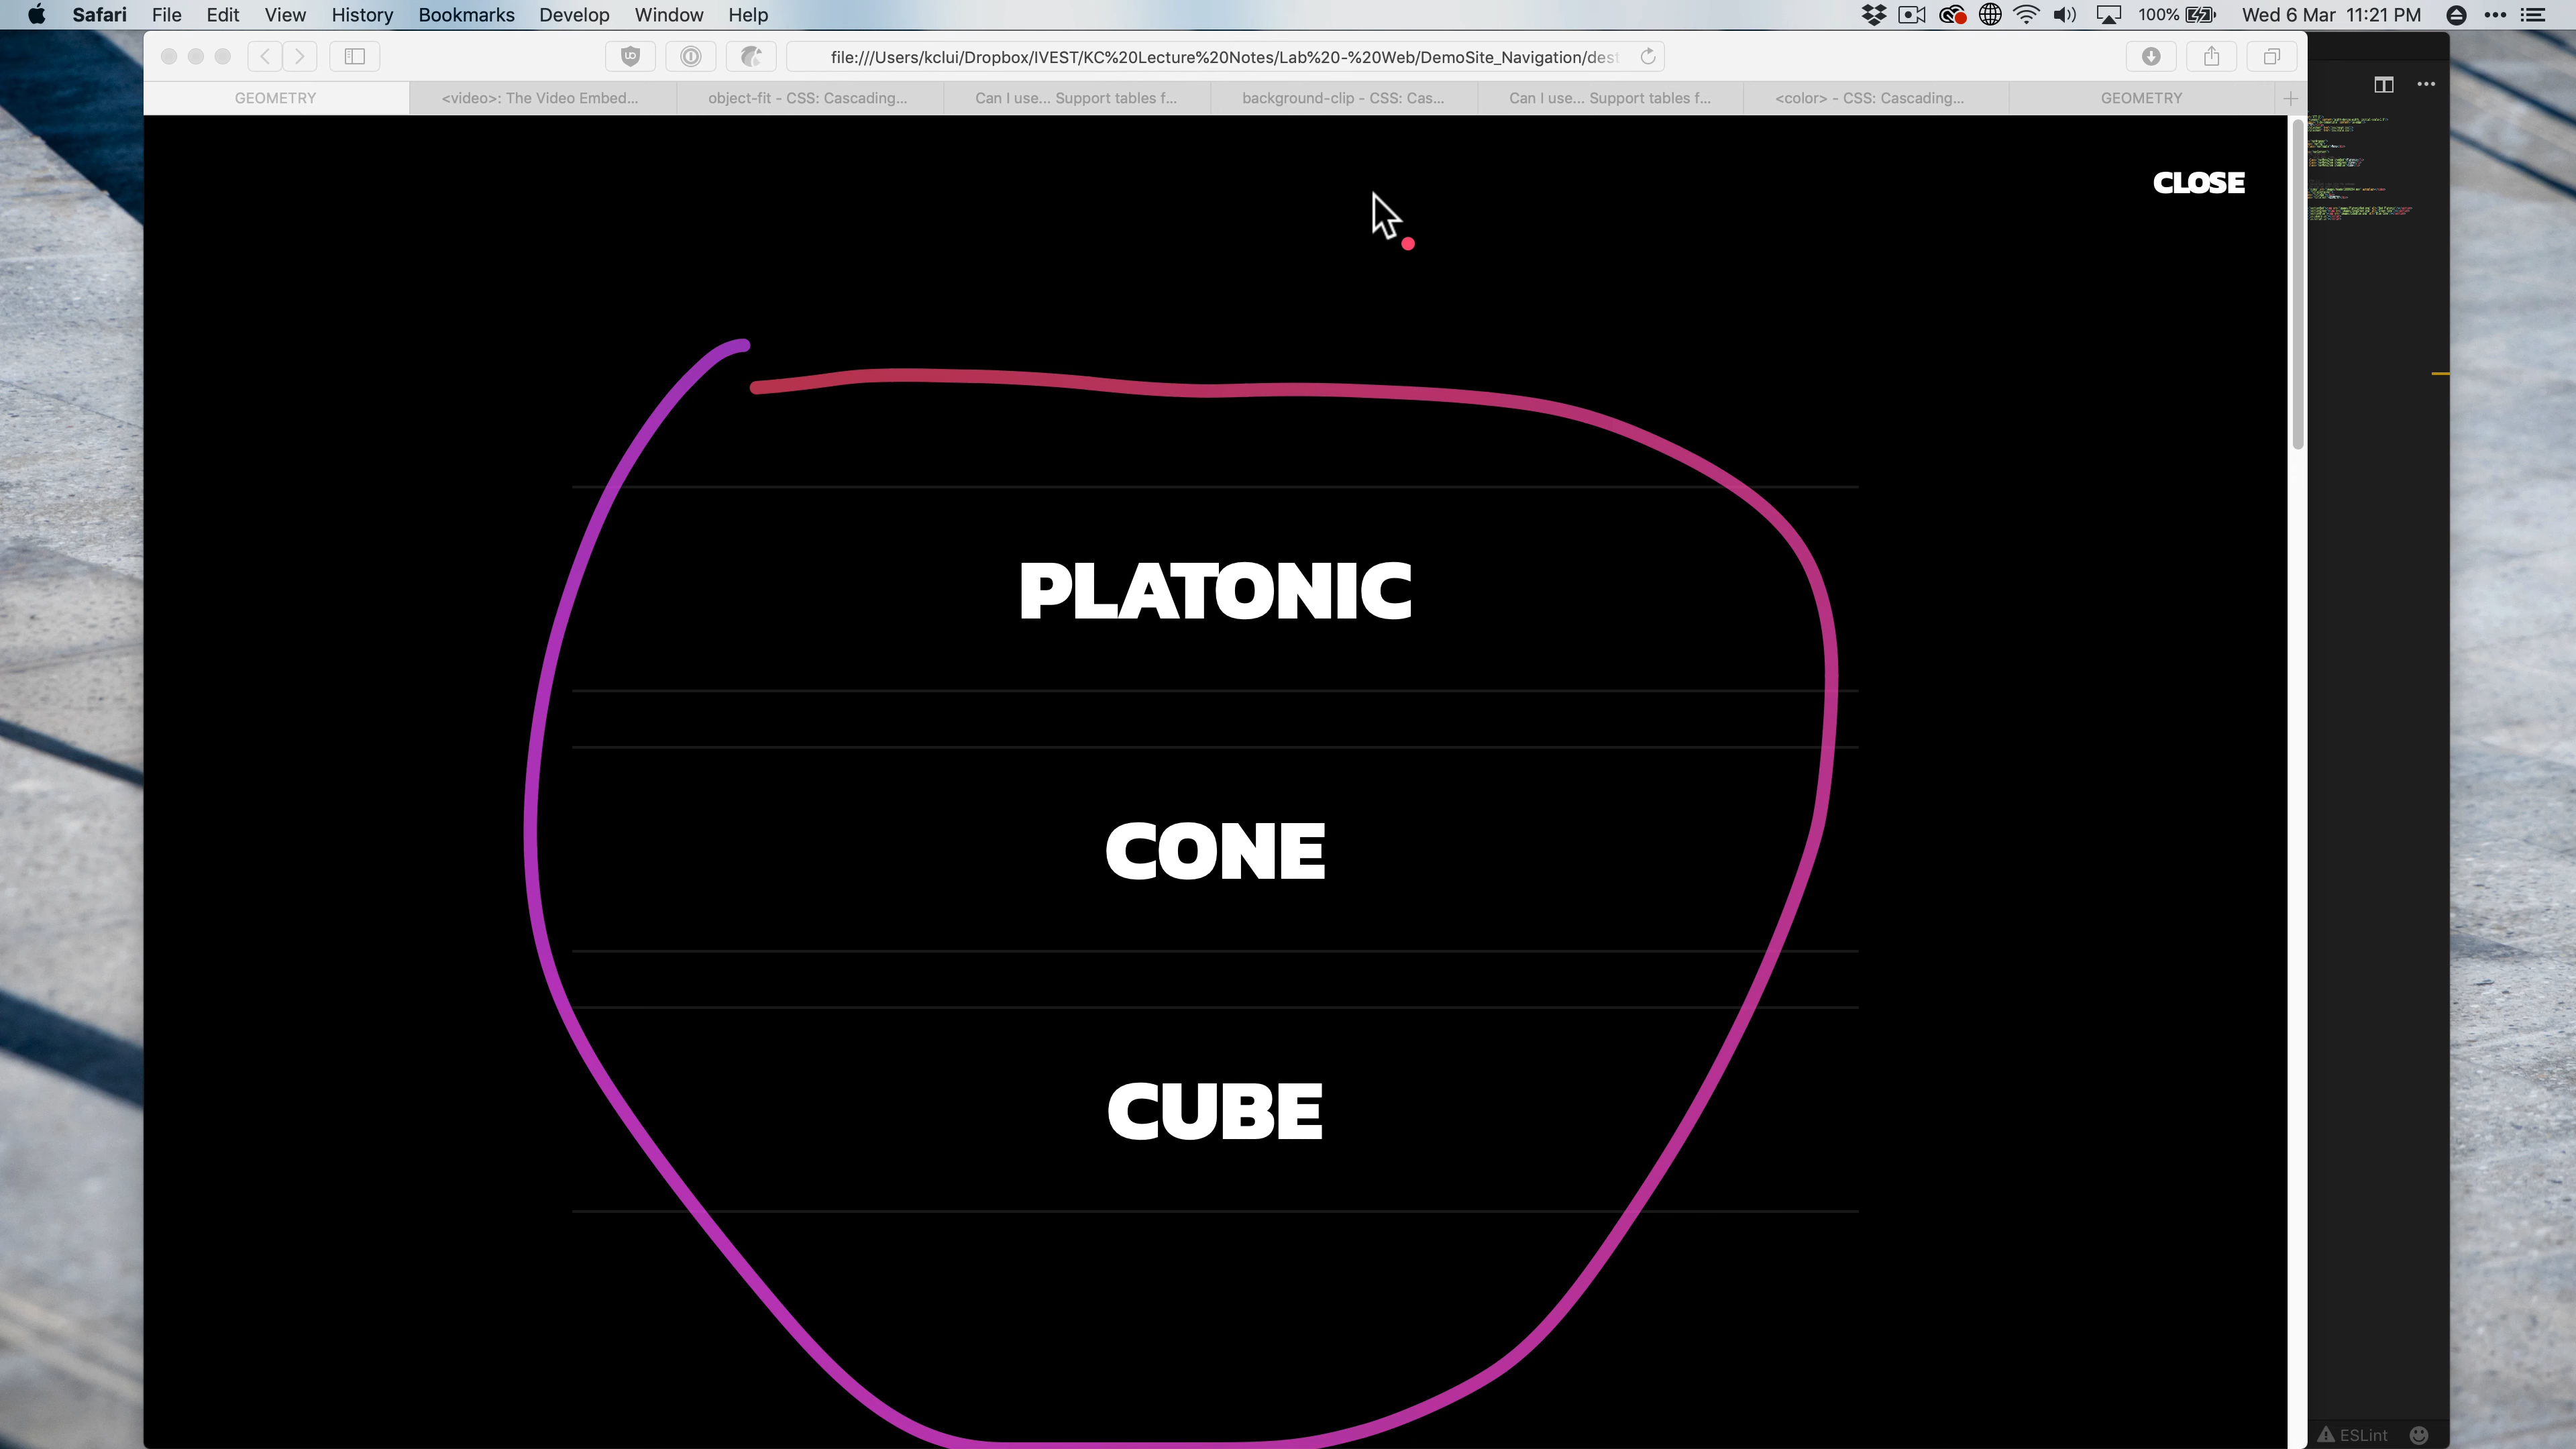 Safari File Edit View History Bookmarks Develop Window Help 100% Wed 6 Mar 11:21 PM
file:///Users/kclui/Dropbox/IVEST/KC%20Lecture%20Notes/Lab%20-%20Web/DemoSite_Navigation/dest
GEOMETRY <video>: The Video Embed... object-fit - CSS: Cascading... Can I use... Support tables f... background-clip - CSS: Cas... Can I use... Support tables f... <color> - CSS: Cascading... GEOMETRY
CLOSE
PLATONIC
CONE
CUBE
ESLint